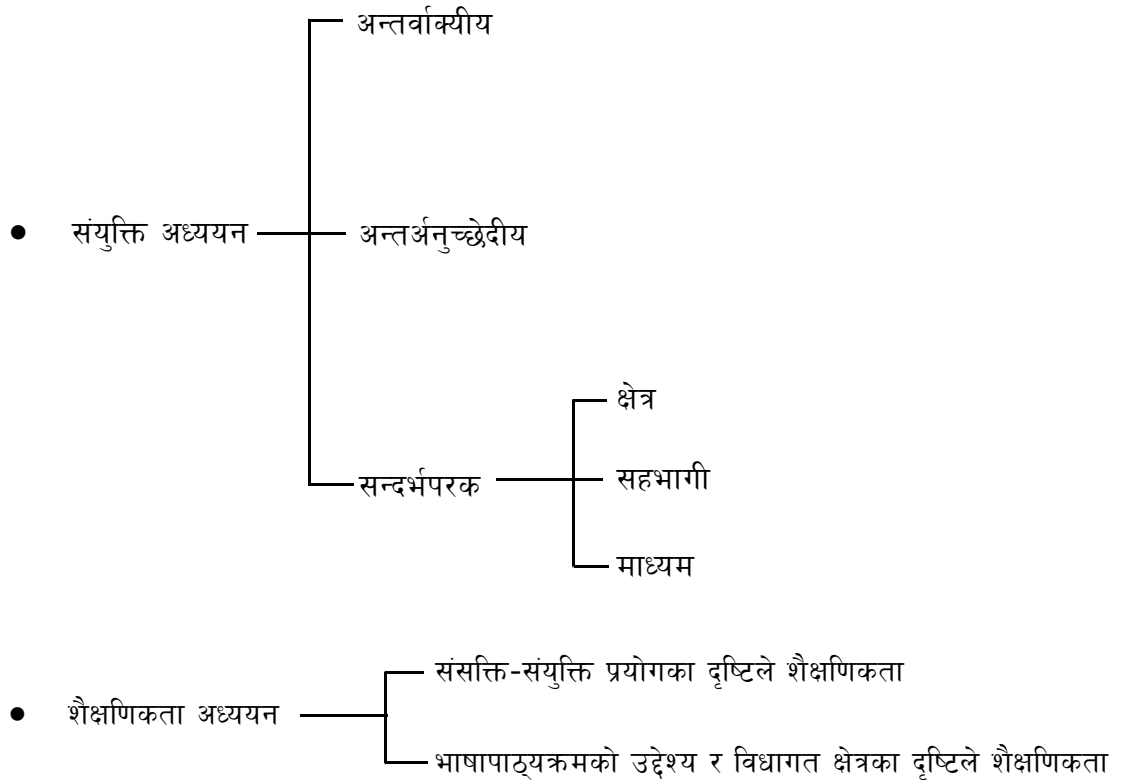 अन्तर्वाक्यीय
● संयुक्ति अध्ययन
अन्तर्अनुच्छेदीय
क्षेत्र
सन्दर्भपरक
सहभागी
माध्यम
संसक्ति-संयुक्ति प्रयोगका दृष्टिले शैक्षणिकता
● शैक्षणिकता अध्ययन
भाषापाठ्यक्रमको उद्देश्य र विधागत क्षेत्रका दृष्टिले शैक्षणिकता